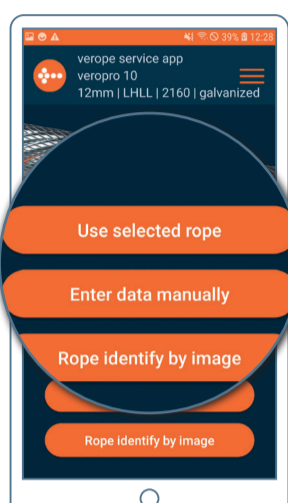 39% 12:28
verope service app
veropro 10
12mm | LHLL | 2160 | galvanized
Use selected rope
Enter data manually
Rope identify by image
Rope identify by image